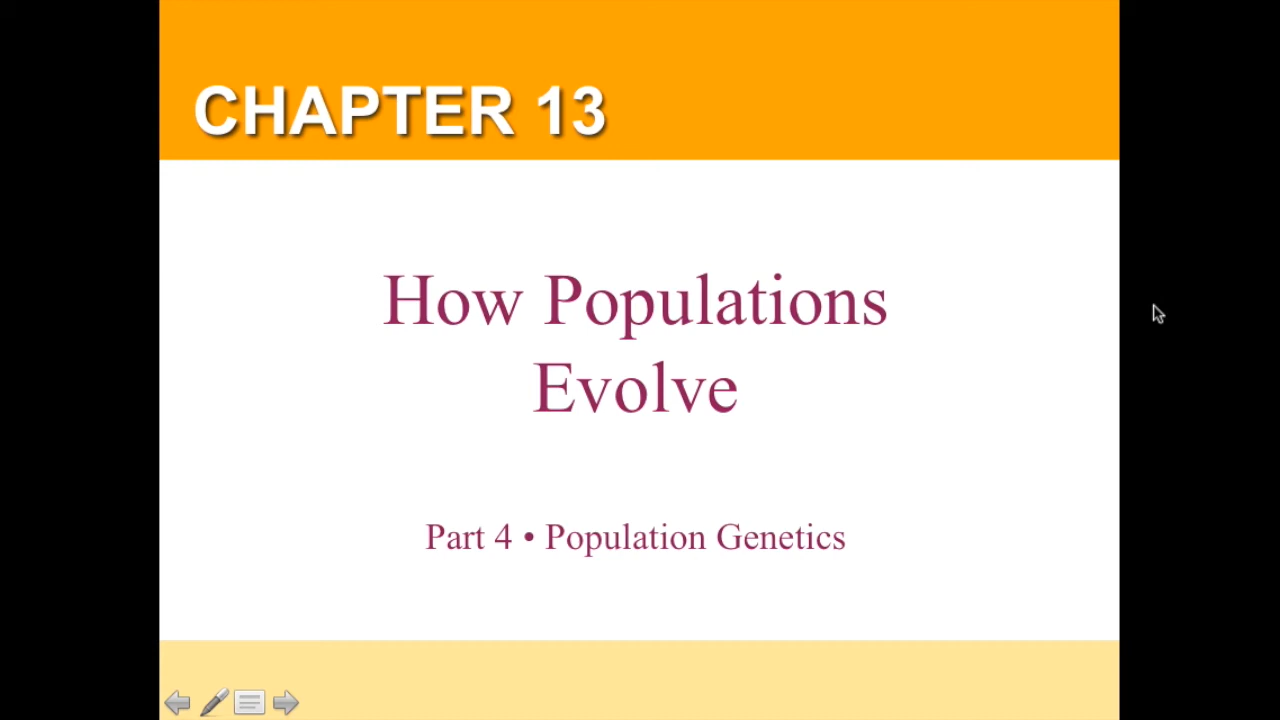 CHAPTER 13
How Populations
Evolve
Part 4 • Population Genetics